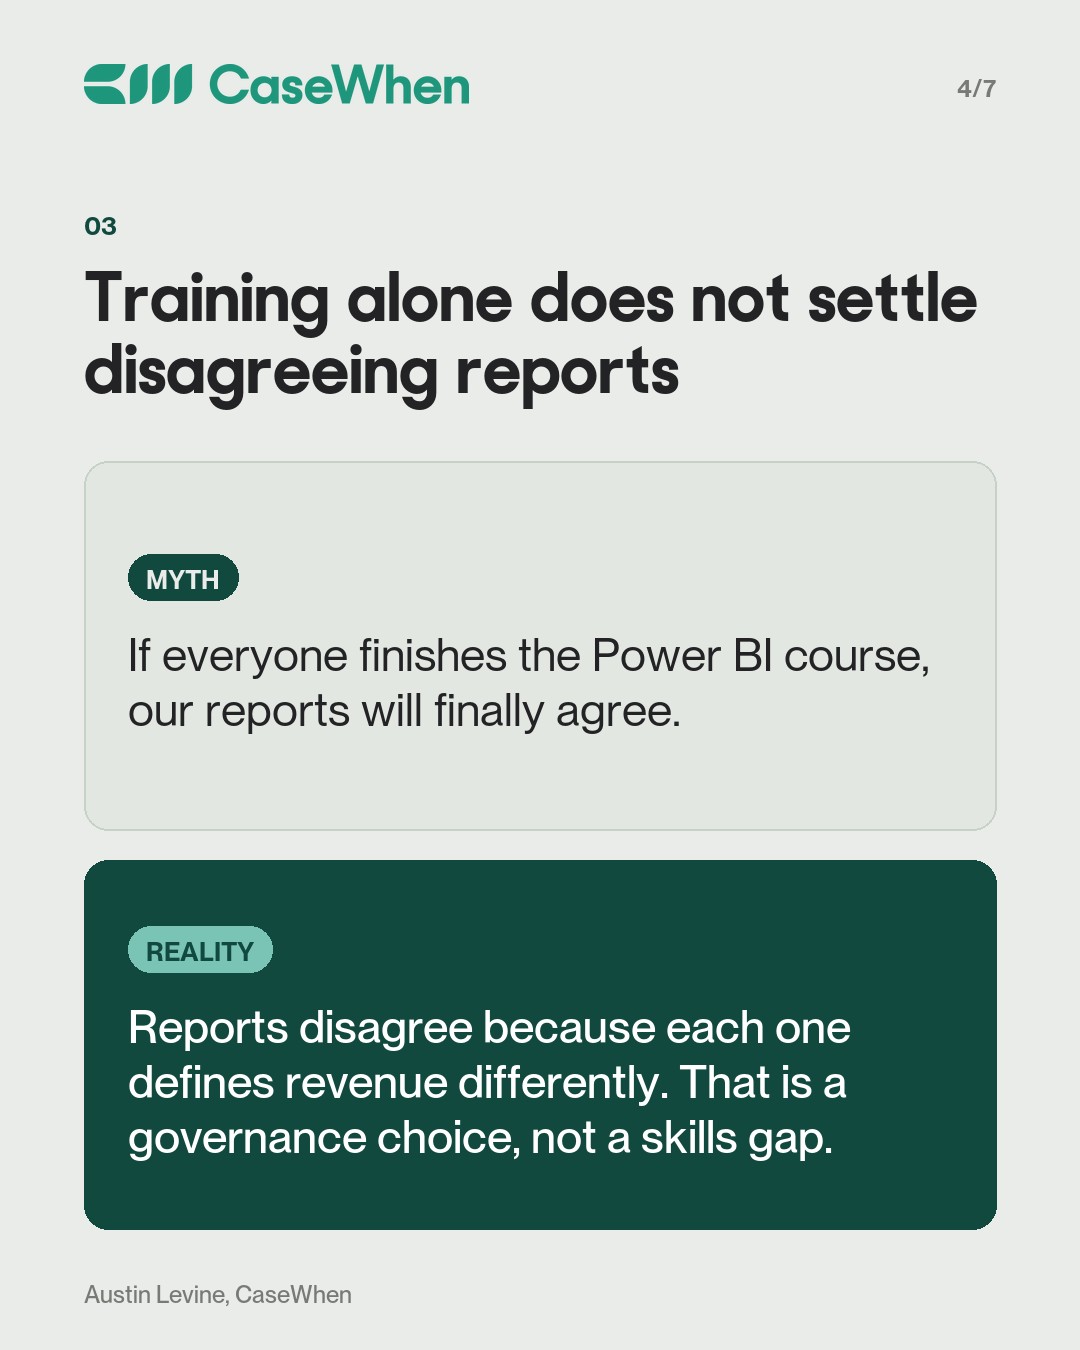 CaseWhen
4/7
03
Training alone does not settle
disagreeing reports
MYTH
If everyone finishes the Power BI course,
our reports will finally agree.
REALITY
Reports disagree because each one
defines revenue differently. That is a
governance choice, not a skills gap.
Austin Levine, CaseWhen